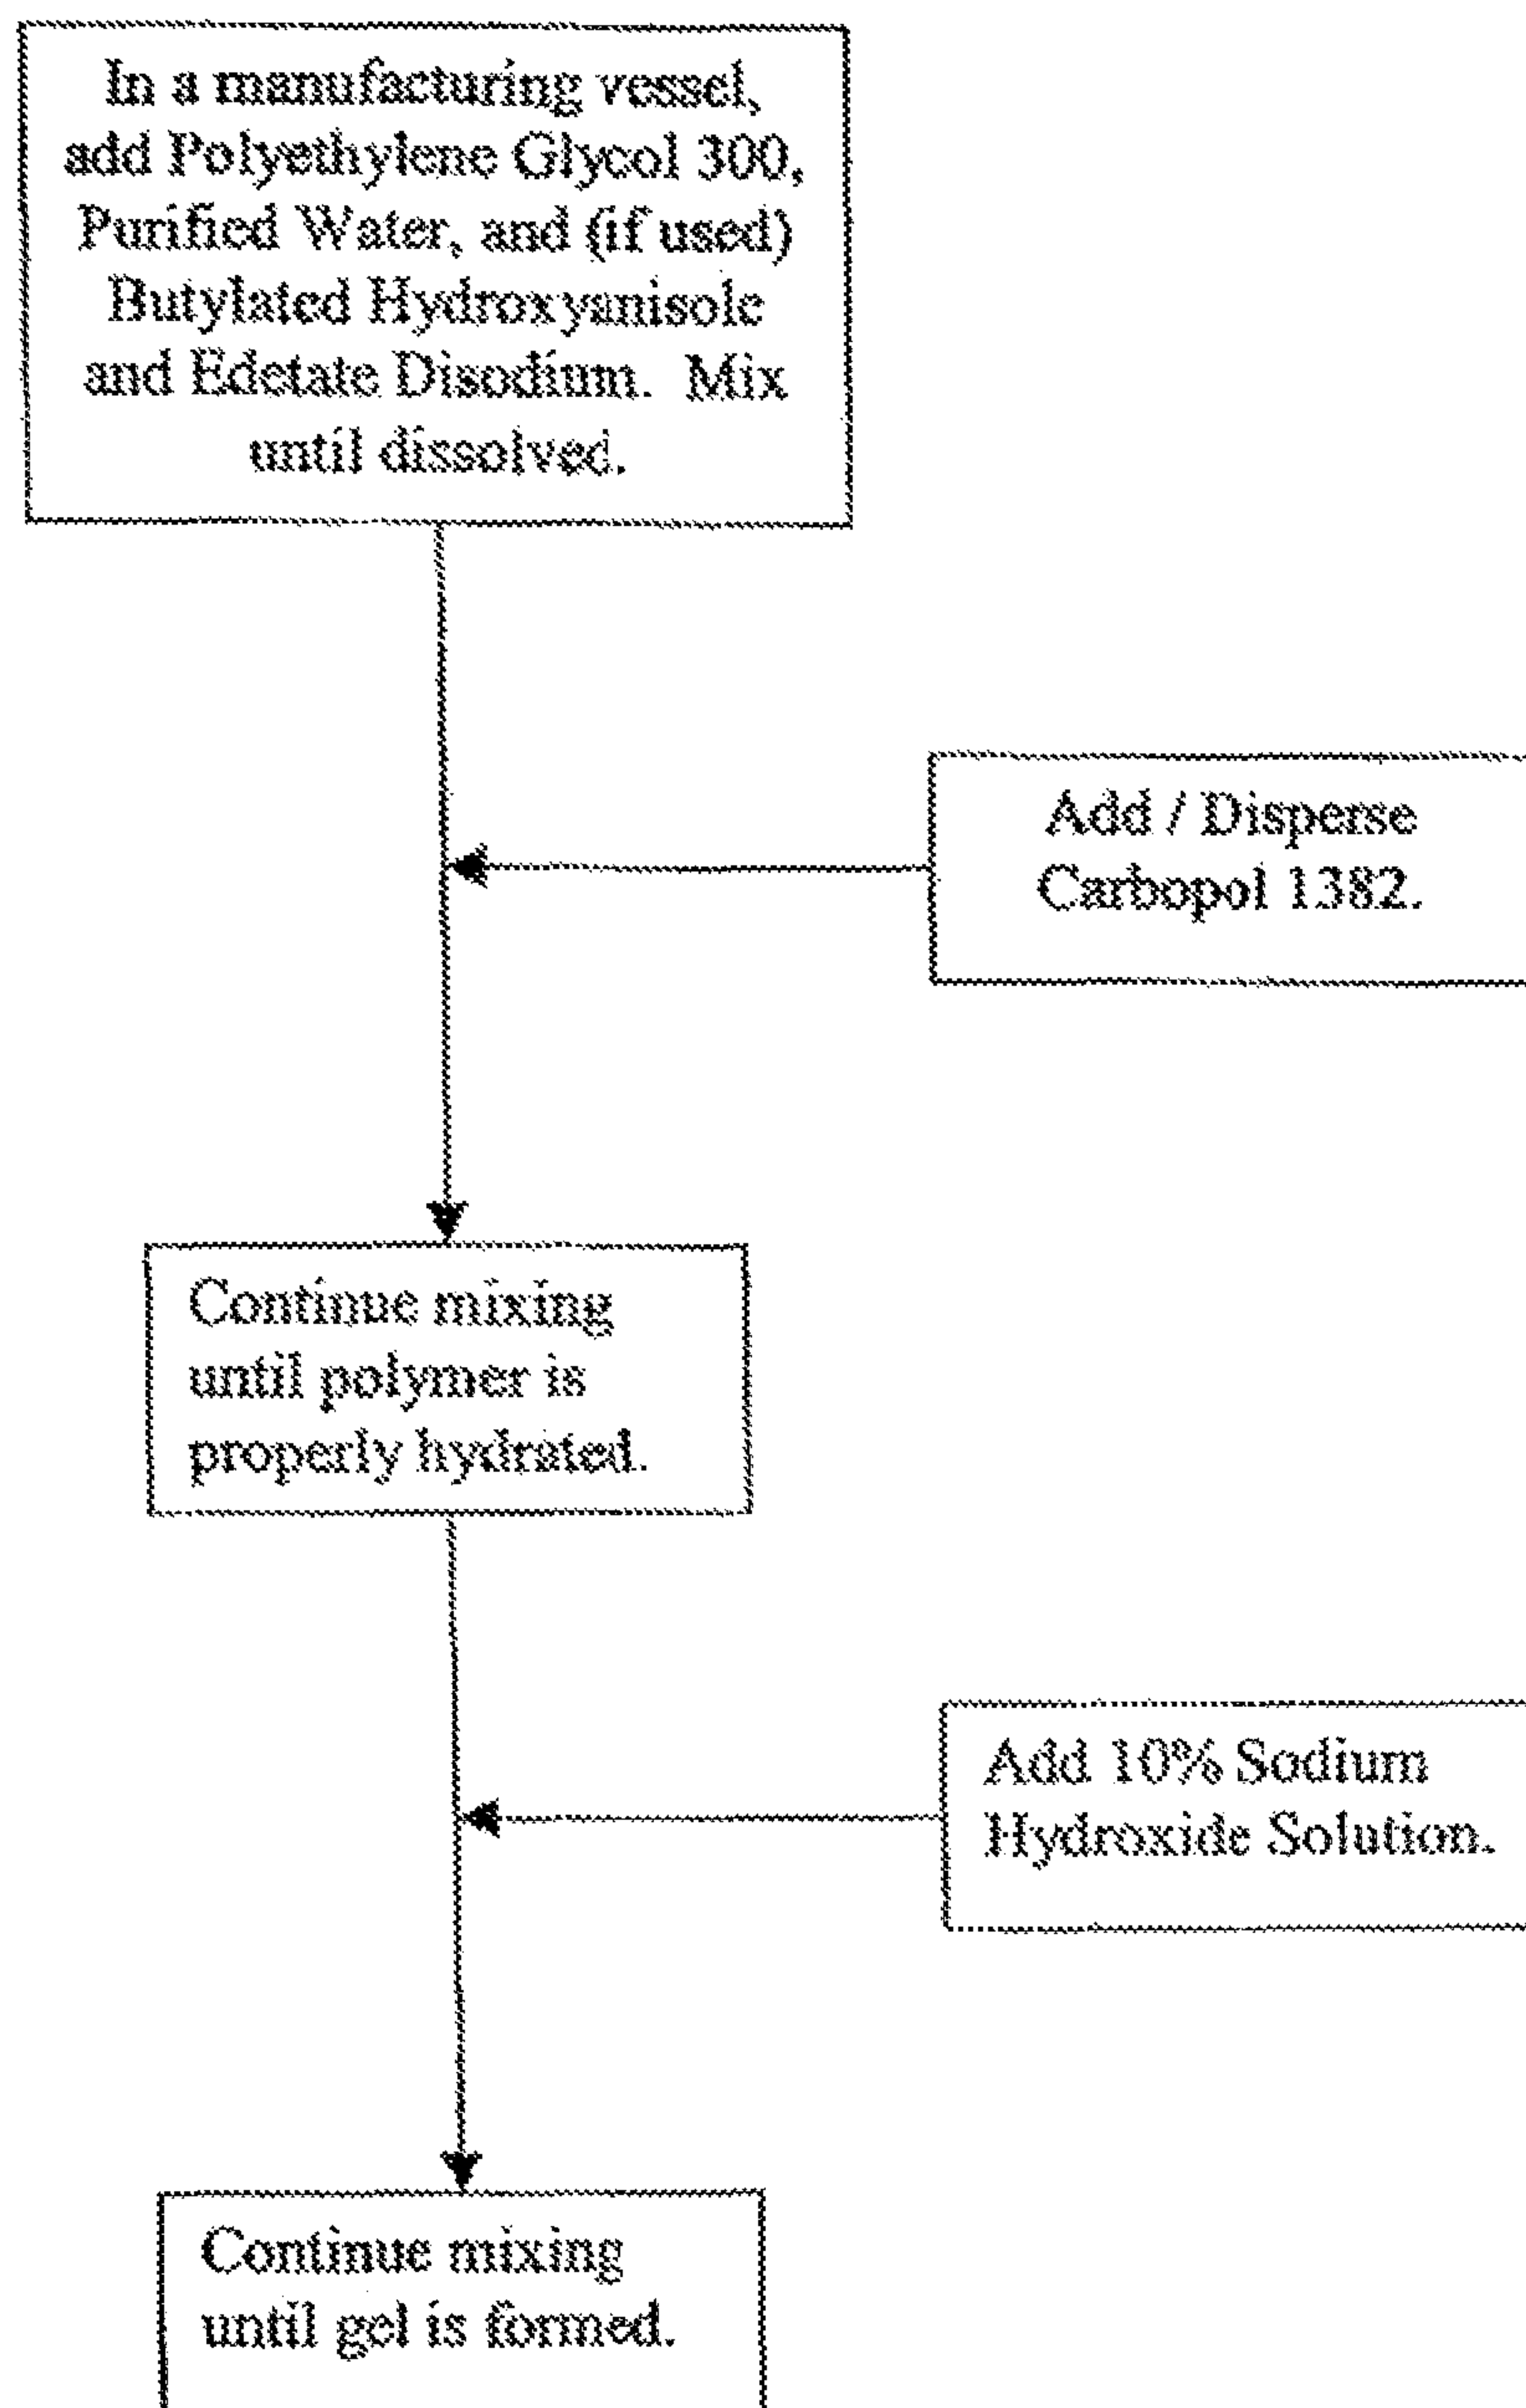 In a manufacturing vessel,
add Polyethylene Glycol 300,
Purified Water, and (if used)
Butylated Hydroxyanisole
and Edetate Disodium.  Mix
until dissolved.
Add / Disperse
Carbopol 1382.
Continue mixing
until polymer is
properly hydrated.
Add 10% Sodium
Hydroxide Solution.
Continue mixing
until gel is formed.